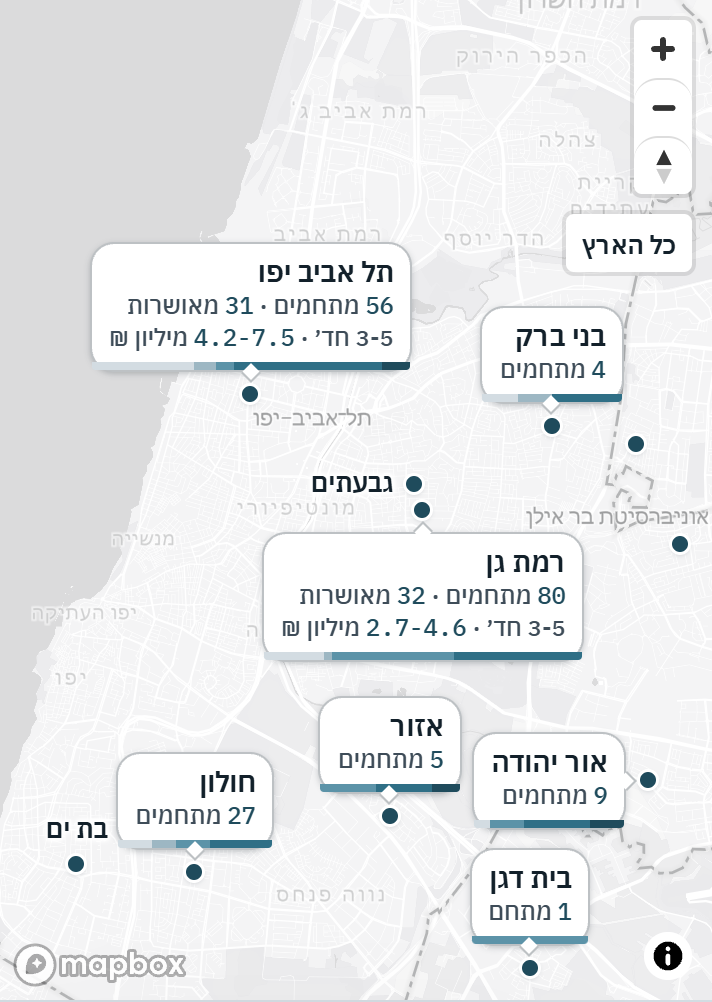 רמת השרון
הכפר הירוק
רמת אביב ג
צהלה
קריית
עתידים
רמת אביב
הדר יוסף
כל הארץ
תל אביב יפו
56 מתחמים · 31 מאושרות
3-5 חד׳ · 4.2-7.5 מיליון ₪
בני ברק
4 מתחמים
תל־אביב–יפו
גבעתיים
מונטיפיורי
אוניברסיטת בר אילן
מנשייה
רמת גן
80 מתחמים · 32 מאושרות
3-5 חד׳ · 2.7-4.6 מיליון ₪
יפו העתיקה
יפו
אזור
5 מתחמים
אור יהודה
9 מתחמים
חולון
27 מתחמים
בת ים
בית דגן
1 מתחם
נווה פנחס
mapbox